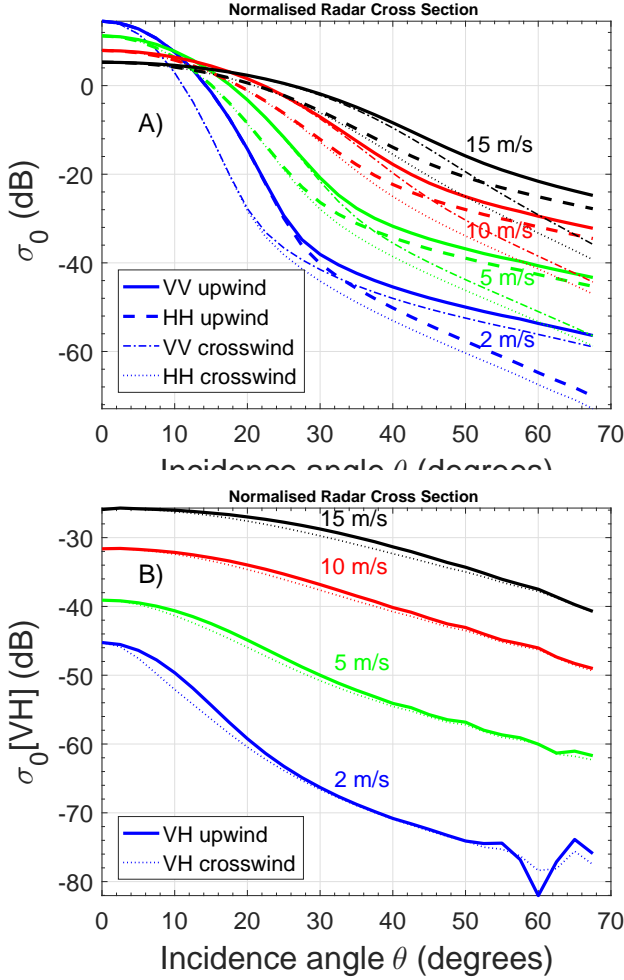 Normalised Radar Cross Section
0
-20
-40
-60
σ0 (dB)
A)
15 m/s
10 m/s
5 m/s
2 m/s
VV upwind
HH upwind
VV crosswind
HH crosswind
0 10 20 30 40 50 60 70
Incidence angle θ (degrees)
Normalised Radar Cross Section
-30
-40
-50
-60
-70
-80
σ0[VH] (dB)
15 m/s
B)
10 m/s
5 m/s
2 m/s
VH upwind
VH crosswind
0 10 20 30 40 50 60 70
Incidence angle θ (degrees)